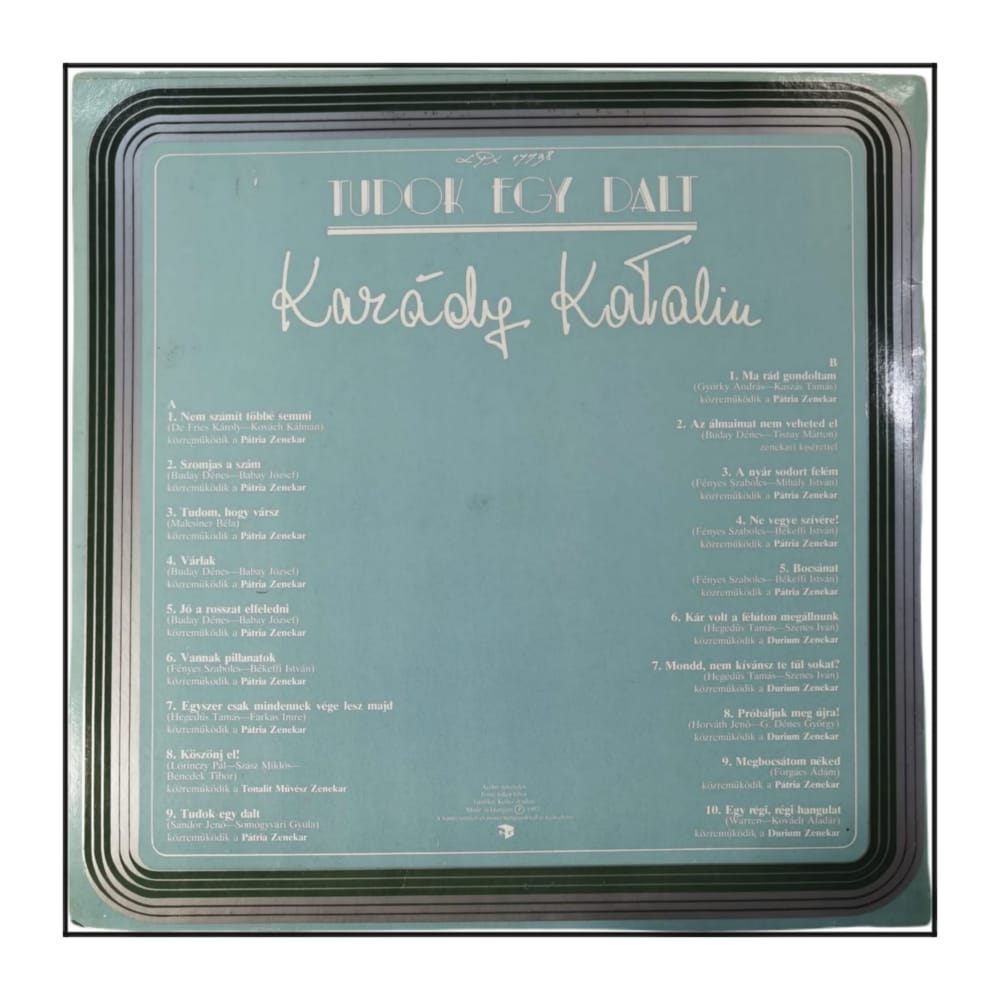 LPX 17738
TUDOK EGY DALT
Karády Katalin
A
1. Nem számít többé semmi
(De Fries Károly—Kovách Kálmán)
közreműködik a Pátria Zenekar
2. Szomjas a szám
(Buday Dénes—Babay József)
közreműködik a Pátria Zenekar
3. Tudom, hogy vársz
(Malcsiner Béla)
közreműködik a Pátria Zenekar
4. Várlak
(Buday Dénes—Babay József)
közreműködik a Pátria Zenekar
5. Jó a rosszat elfeledni
(Buday Dénes—Babay József)
közreműködik a Pátria Zenekar
6. Vannak pillanatok
(Fényes Szabolcs—Békeffi István)
közreműködik a Pátria Zenekar
7. Egyszer csak mindennek vége lesz majd
(Hegedűs Tamás—Farkas Imre)
közreműködik a Pátria Zenekar
8. Köszönj el!
(Lőrinczy Pál—Szász Miklós—
Benedek Tibor)
közreműködik a Tonalit Művész Zenekar
9. Tudok egy dalt
(Sándor Jenő—Somogyvári Gyula)
közreműködik a Pátria Zenekar
B
1. Ma rád gondoltam
(Györky András—Kaszás Tamás)
közreműködik a Pátria Zenekar
2. Az álmaimat nem veheted el
(Buday Dénes—Tiszay Márton)
zenekari kísérettel
3. A nyár sodort felém
(Fényes Szabolcs—Mihály István)
közreműködik a Pátria Zenekar
4. Ne vegye szívére!
(Fényes Szabolcs—Békeffi István)
közreműködik a Pátria Zenekar
5. Bocsánat
(Fényes Szabolcs—Békeffi István)
közreműködik a Pátria Zenekar
6. Kár volt a félúton megállnunk
(Hegedűs Tamás—Szenes Iván)
közreműködik a Durium Zenekar
7. Mondd, nem kívánsz te túl sokat?
(Hegedűs Tamás—Szenes Iván)
közreműködik a Durium Zenekar
8. Próbáljuk meg újra!
(Horváth Jenő—G. Dénes György)
közreműködik a Durium Zenekar
9. Megbocsátom néked
(Forgács Ádám)
közreműködik a Pátria Zenekar
10. Egy régi, régi hangulat
(Warren—Kovách Aladár)
közreműködik a Durium Zenekar
Archív felvételek
Made in Hungary Ⓟ 1987